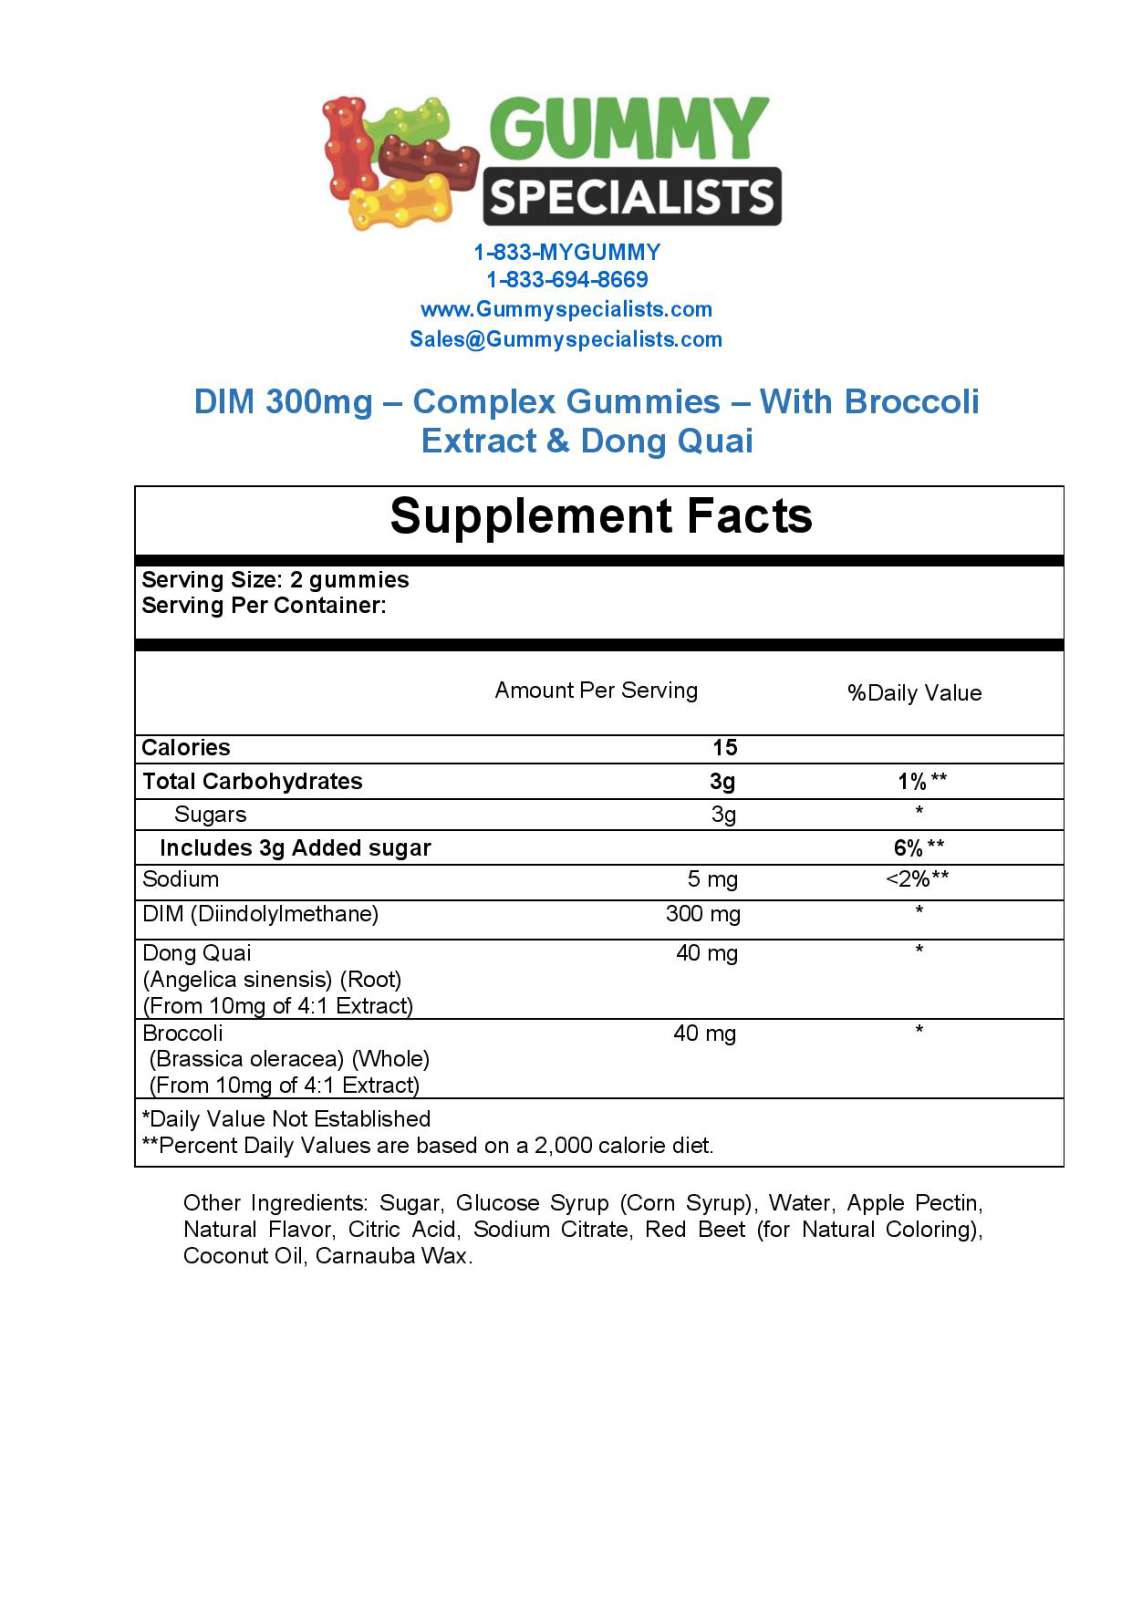 GUMMY
SPECIALISTS
1-833-MYGUMMY
1-833-694-8669
www.Gummyspecialists.com
Sales@Gummyspecialists.com
DIM 300mg – Complex Gummies – With Broccoli
Extract & Dong Quai
Supplement Facts
Serving Size: 2 gummies
Serving Per Container:
Amount Per Serving %Daily Value
Calories 15
Total Carbohydrates 3g 1%**
Sugars 3g *
Includes 3g Added sugar 6%**
Sodium 5 mg <2%**
DIM (Diindolylmethane) 300 mg *
Dong Quai 40 mg *
(Angelica sinensis) (Root)
(From 10mg of 4:1 Extract)
Broccoli 40 mg *
(Brassica oleracea) (Whole)
(From 10mg of 4:1 Extract)
*Daily Value Not Established
**Percent Daily Values are based on a 2,000 calorie diet.
Other Ingredients: Sugar, Glucose Syrup (Corn Syrup), Water, Apple Pectin,
Natural Flavor, Citric Acid, Sodium Citrate, Red Beet (for Natural Coloring),
Coconut Oil, Carnauba Wax.